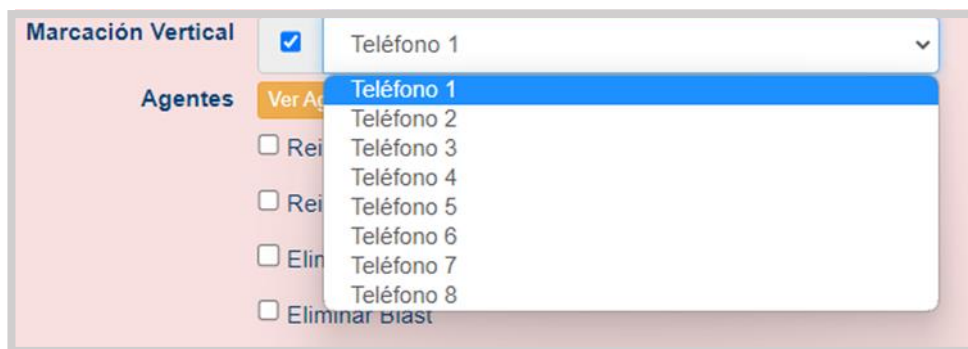 Marcación Vertical
Teléfono 1
Teléfono 1
Agentes
Ver
Teléfono 2
Teléfono 3
Teléfono 4
Teléfono 5
Teléfono 6
Teléfono 7
Teléfono 8
Eliminar Blast